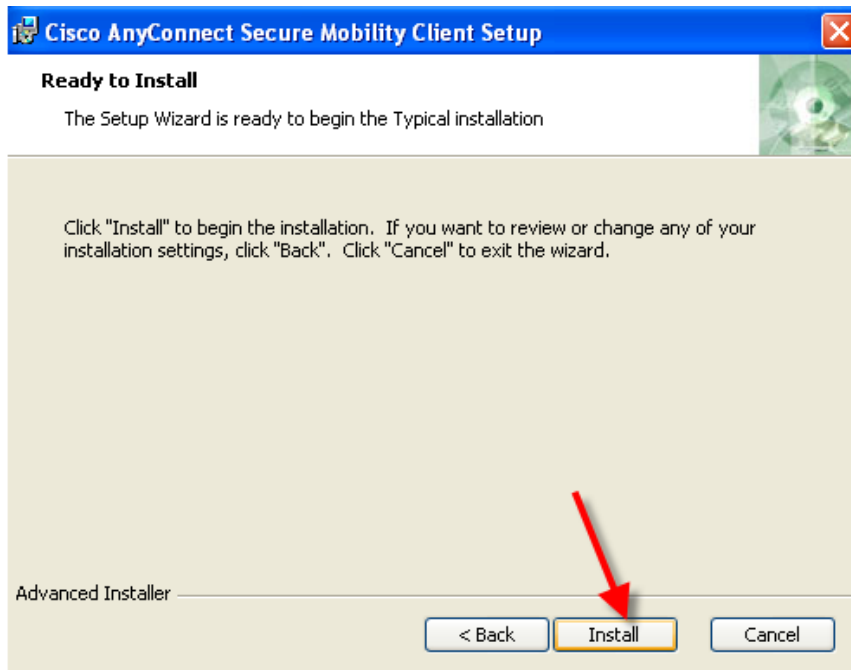 Cisco AnyConnect Secure Mobility Client Setup
Ready to Install
The Setup Wizard is ready to begin the Typical installation
Click "Install" to begin the installation.  If you want to review or change any of your
installation settings, click "Back".  Click "Cancel" to exit the wizard.
Advanced Installer
< Back
Install
Cancel